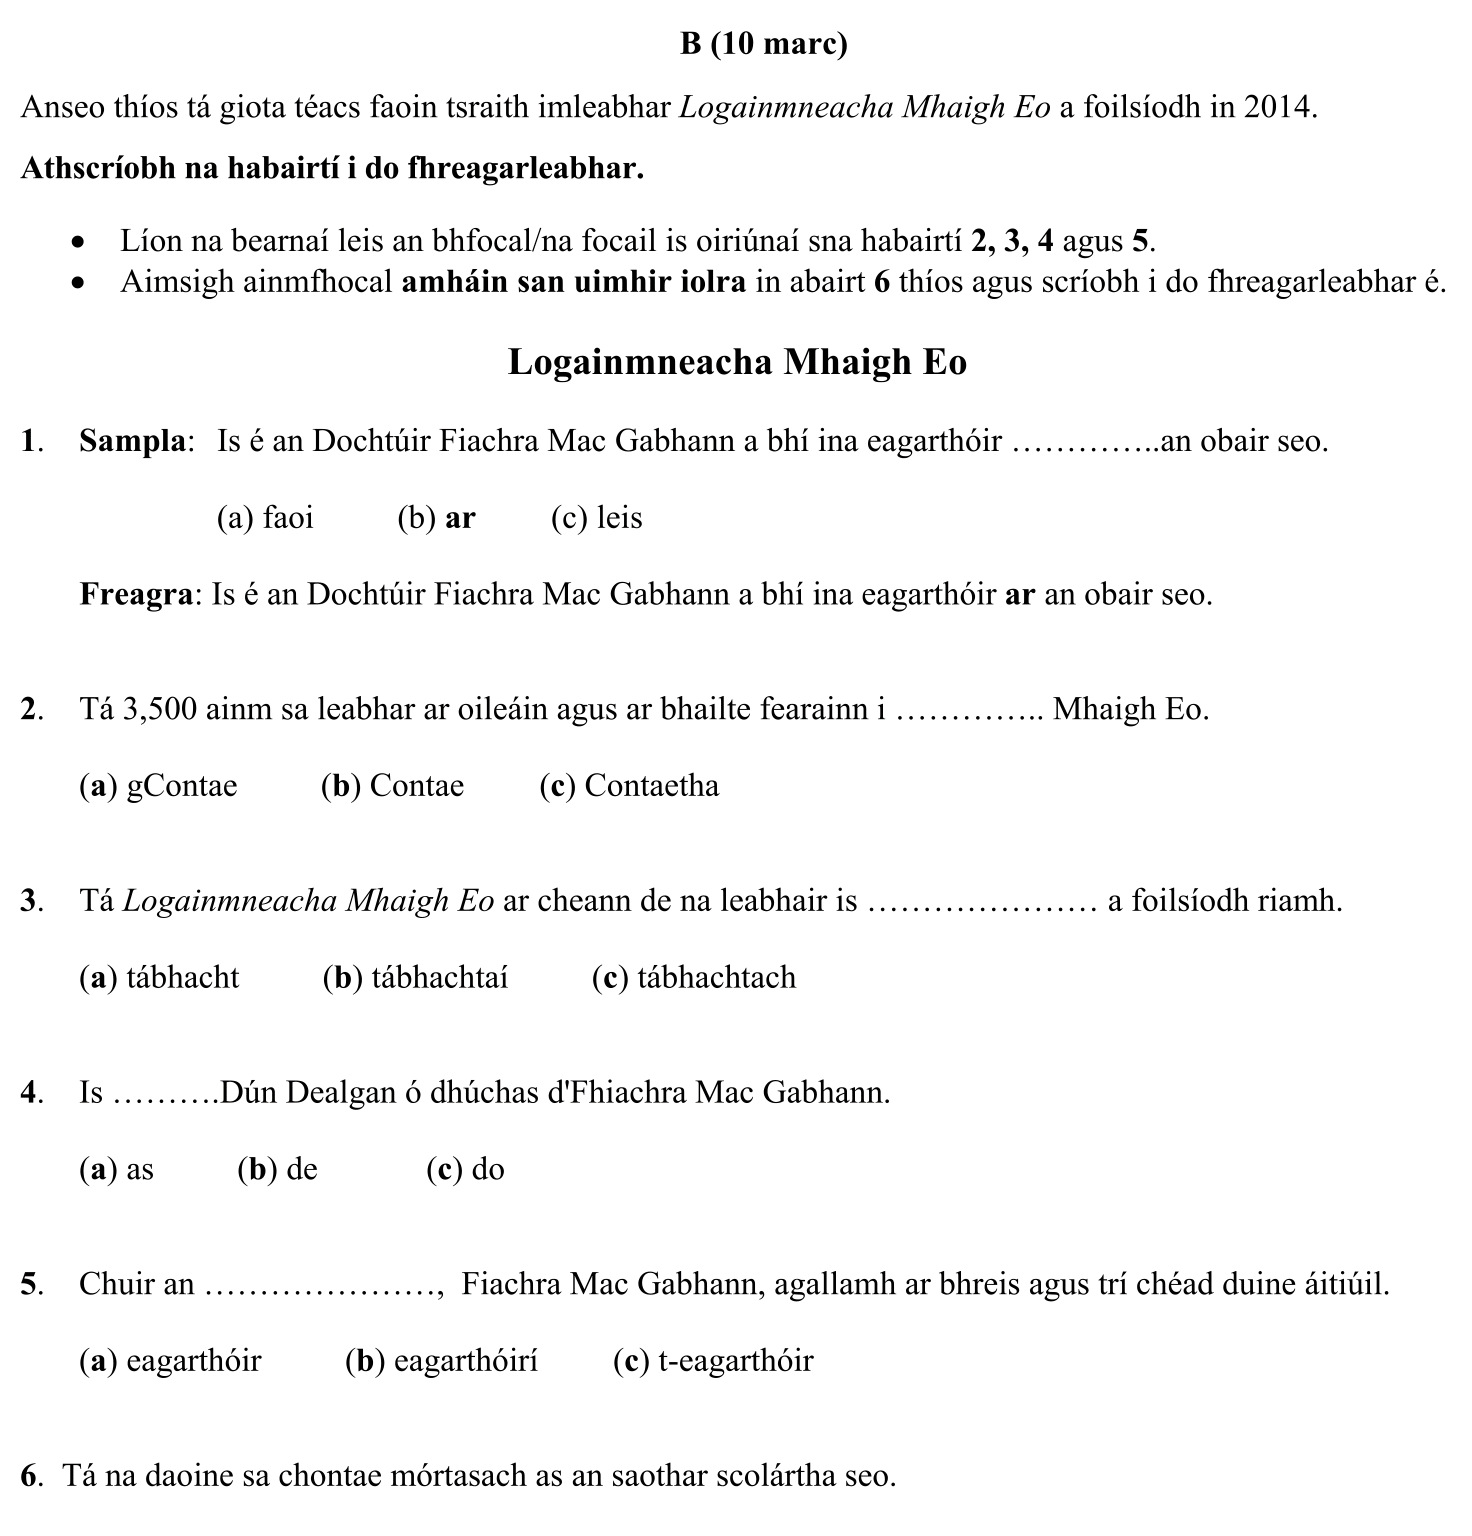 B (10 marc)
Anseo thíos tá giota téacs faoin tsraith imleabhar Logainmneacha Mhaigh Eo a foilsíodh in 2014.
Athscríobh na habairtí i do fhreagarleabhar.
• Líon na bearnaí leis an bhfocal/na focail is oiriúnaí sna habairtí 2, 3, 4 agus 5.
• Aimsigh ainmfhocal amháin san uimhir iolra in abairt 6 thíos agus scríobh i do fhreagarleabhar é.
Logainmneacha Mhaigh Eo
1. Sampla: Is é an Dochtúir Fiachra Mac Gabhann a bhí ina eagarthóir …………..an obair seo.
(a) faoi (b) ar (c) leis
Freagra: Is é an Dochtúir Fiachra Mac Gabhann a bhí ina eagarthóir ar an obair seo.
2. Tá 3,500 ainm sa leabhar ar oileáin agus ar bhailte fearainn i ………….. Mhaigh Eo.
(a) gContae (b) Contae (c) Contaetha
3. Tá Logainmneacha Mhaigh Eo ar cheann de na leabhair is ………………… a foilsíodh riamh.
(a) tábhacht (b) tábhachtaí (c) tábhachtach
4. Is ……….Dún Dealgan ó dhúchas d'Fhiachra Mac Gabhann.
(a) as (b) de (c) do
5. Chuir an …………………, Fiachra Mac Gabhann, agallamh ar bhreis agus trí chéad duine áitiúil.
(a) eagarthóir (b) eagarthóirí (c) t-eagarthóir
6. Tá na daoine sa chontae mórtasach as an saothar scolártha seo.